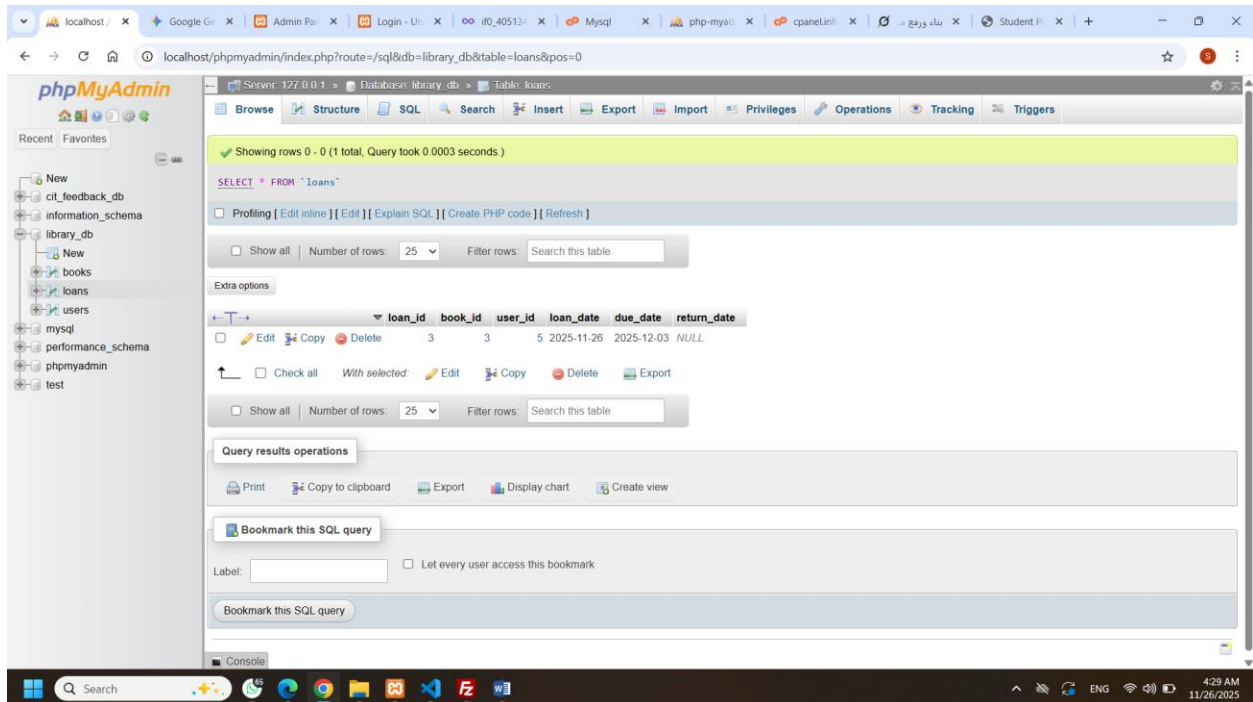 localhost /
Google Ge
Admin Pan
Login - Un
if0_40513
Mysql
php-myad
cpanel.inf
بناء ورفع
Student P
localhost/phpmyadmin/index.php?route=/sql&db=library_db&table=loans&pos=0
S
phpMyAdmin
Recent Favorites
New
cit_feedback_db
information_schema
library_db
New
books
loans
users
mysql
performance_schema
phpmyadmin
test
Server: 127.0.0.1 » Database: library_db » Table: loans
Browse Structure SQL Search Insert Export Import Privileges Operations Tracking Triggers
Showing rows 0 - 0 (1 total, Query took 0.0003 seconds.)
SELECT * FROM `loans`
Profiling [ Edit inline ] [ Edit ] [ Explain SQL ] [ Create PHP code ] [ Refresh ]
Show all | Number of rows: 25 Filter rows: Search this table
Extra options
loan_id book_id user_id loan_date due_date return_date
Edit Copy Delete 3 3 5 2025-11-26 2025-12-03 NULL
Check all With selected: Edit Copy Delete Export
Show all | Number of rows: 25 Filter rows: Search this table
Query results operations
Print Copy to clipboard Export Display chart Create view
Bookmark this SQL query
Label: Let every user access this bookmark
Bookmark this SQL query
Console
Search
65
ENG
4:29 AM
11/26/2025